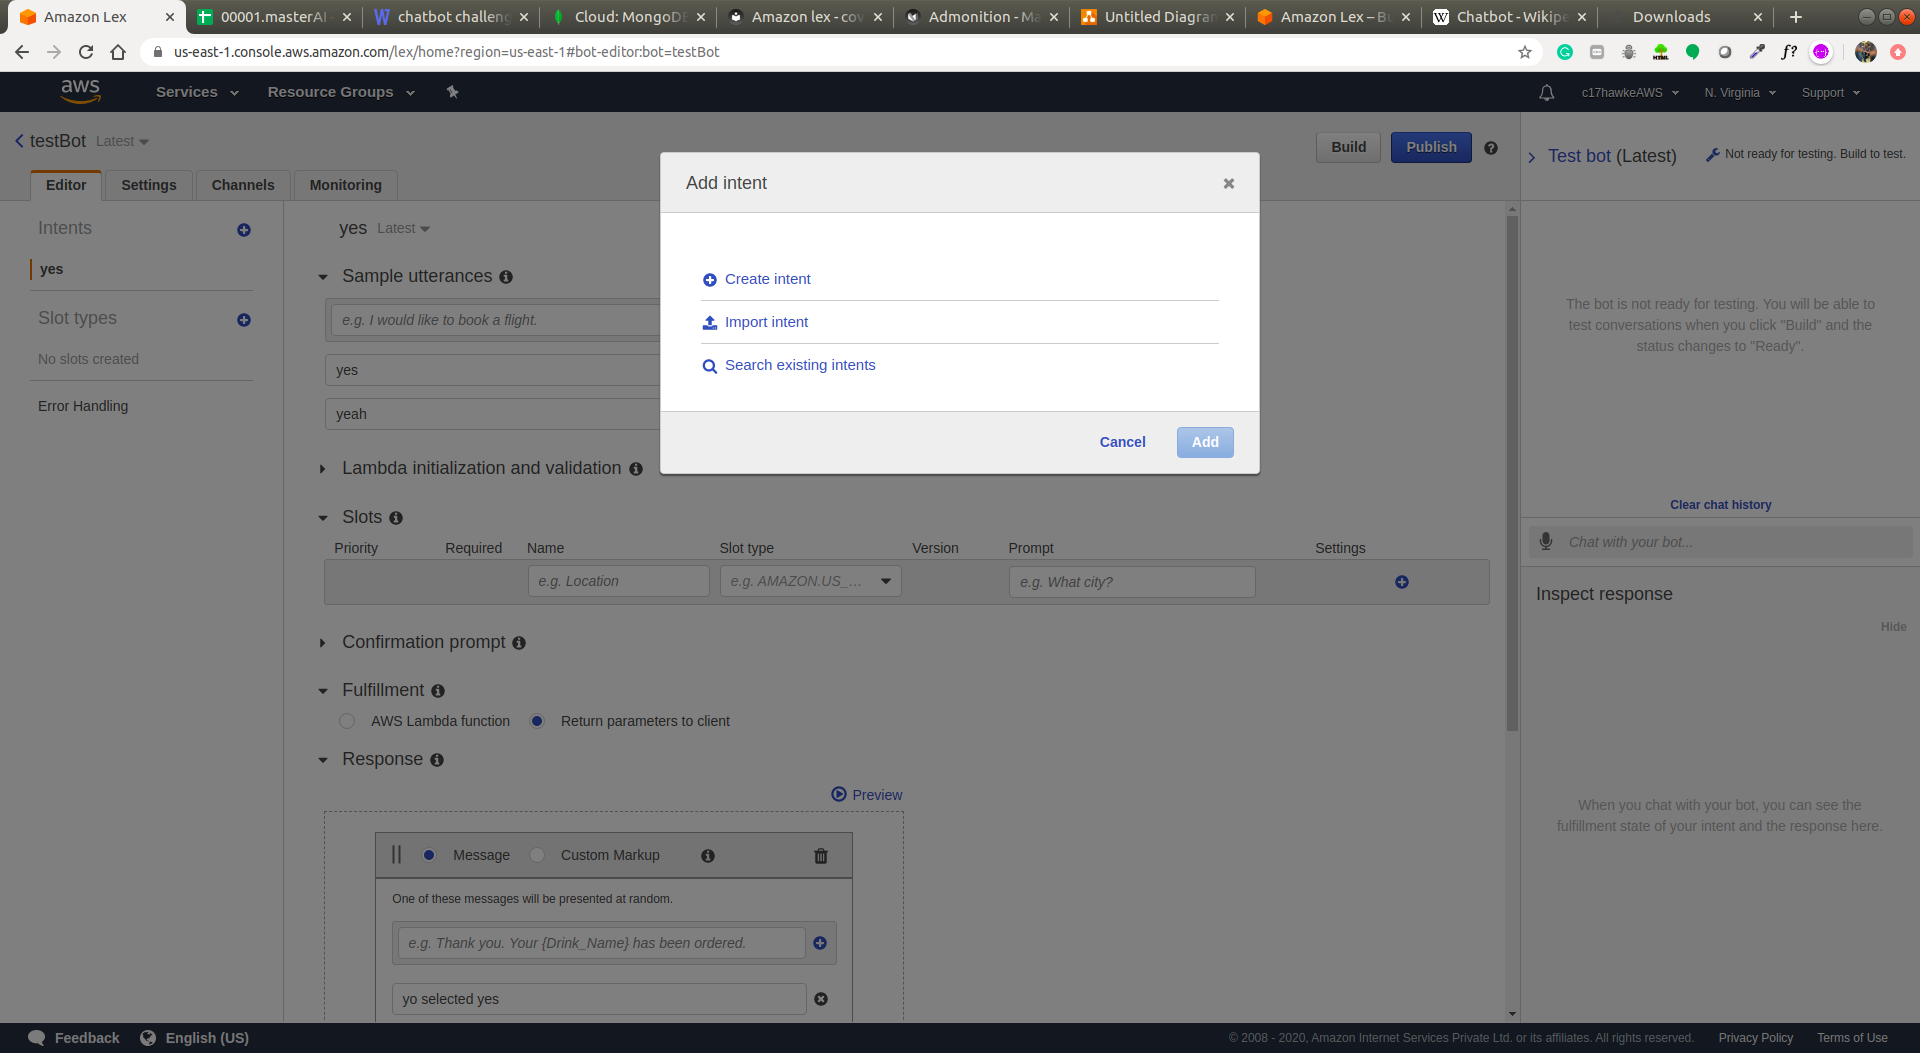 Amazon Lex
00001.masterAI
chatbot challeng
Cloud: MongoDB
Amazon lex - cov
Admonition - Ma
Untitled Diagra
Amazon Lex – Bu
Chatbot - Wikipe
Downloads
us-east-1.console.aws.amazon.com/lex/home?region=us-east-1#bot-editor:bot=testBot
HTML
f?
aws
Services
Resource Groups
c17hawkeAWS
N. Virginia
Support
testBot Latest
Build
Publish
Test bot (Latest)
Not ready for testing. Build to test.
Editor
Settings
Channels
Monitoring
Intents
yes
Slot types
No slots created
Error Handling
yes Latest
Sample utterances
e.g. I would like to book a flight.
yes
yeah
Lambda initialization and validation
Slots
Priority Required Name Slot type Version Prompt Settings
e.g. Location
e.g. AMAZON.US_...
e.g. What city?
Confirmation prompt
Fulfillment
AWS Lambda function
Return parameters to client
Response
Preview
Message
Custom Markup
One of these messages will be presented at random.
e.g. Thank you. Your {Drink_Name} has been ordered.
yo selected yes
Add intent
Create intent
Import intent
Search existing intents
Cancel
Add
The bot is not ready for testing. You will be able to
test conversations when you click "Build" and the
status changes to "Ready".
Clear chat history
Chat with your bot...
Inspect response
Hide
When you chat with your bot, you can see the
fulfillment state of your intent and the response here.
Feedback
English (US)
© 2008 - 2020, Amazon Internet Services Private Ltd. or its affiliates. All rights reserved.
Privacy Policy
Terms of Use